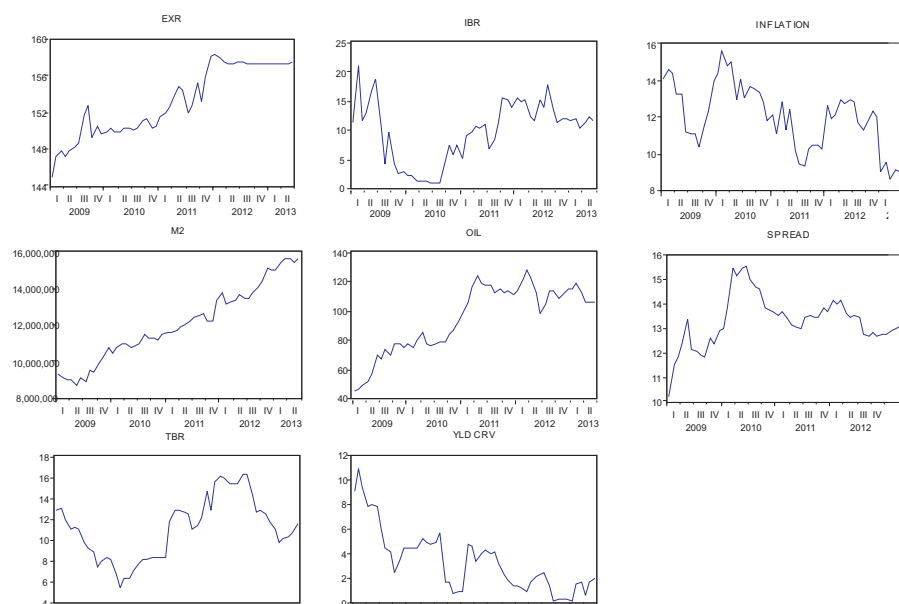 EXR
160
156
152
148
144
I II III IV I II III IV I II III IV I II III IV I II
2009 2010 2011 2012 2013
IBR
25
20
15
10
5
0
I II III IV I II III IV I II III IV I II III IV I II
2009 2010 2011 2012 2013
INFLATION
16
14
12
10
8
I II III IV I II III IV I II III IV I II III IV I
2009 2010 2011 2012
M2
16,000,000
14,000,000
12,000,000
10,000,000
8,000,000
I II III IV I II III IV I II III IV I II III IV I II
2009 2010 2011 2012 2013
OIL
140
120
100
80
60
40
I II III IV I II III IV I II III IV I II III IV I II
2009 2010 2011 2012 2013
SPREAD
16
15
14
13
12
11
10
I II III IV I II III IV I II III IV I II III IV
2009 2010 2011 2012
TBR
18
16
14
12
10
8
6
4
YLD CRV
12
10
8
6
4
2
0